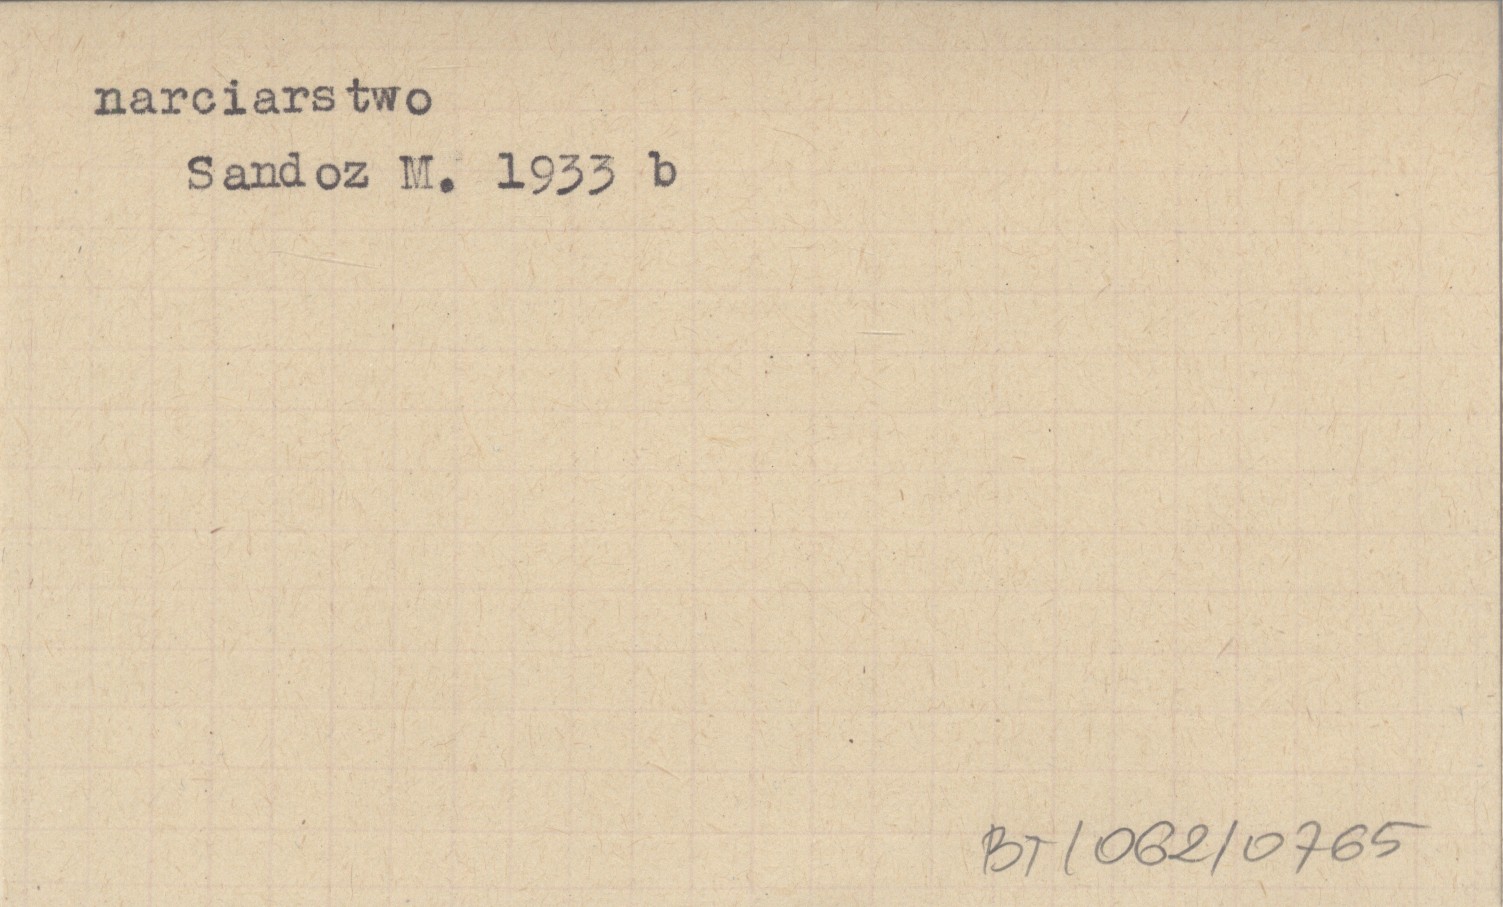 narciarstwo
Sandoz M. 1933 b
BT/062/0765